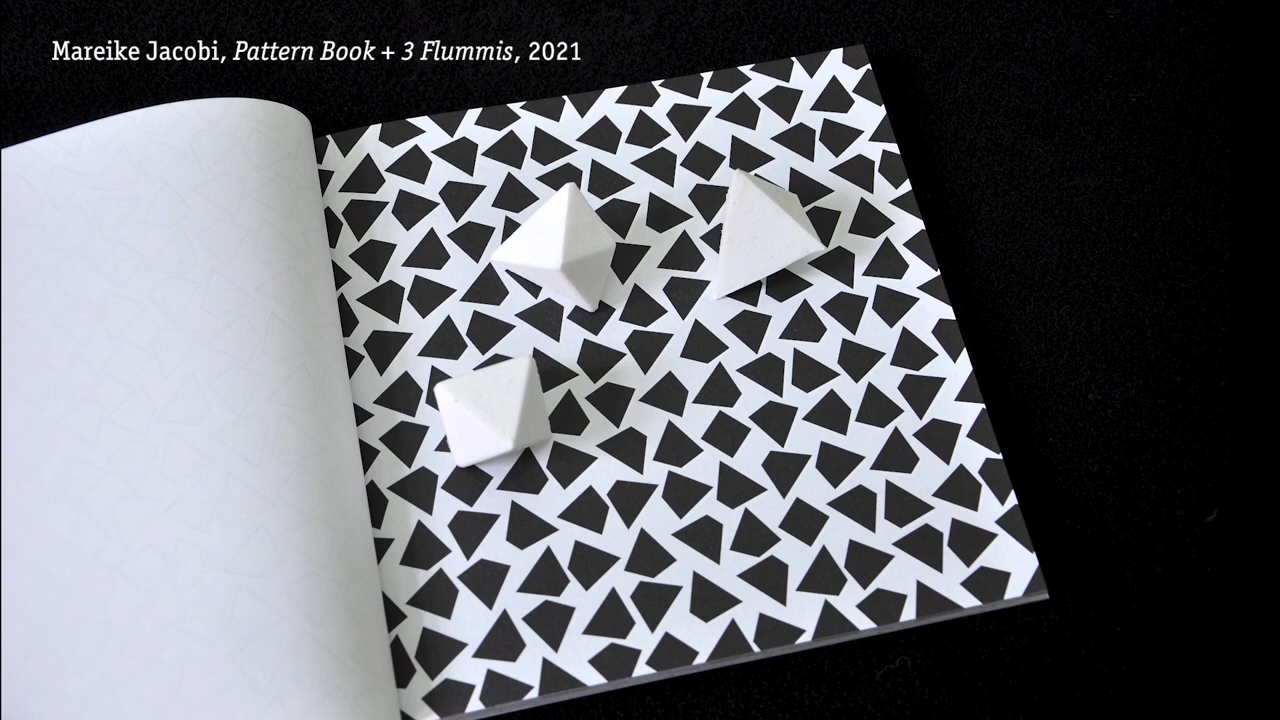 Mareike Jacobi, Pattern Book + 3 Flummis, 2021